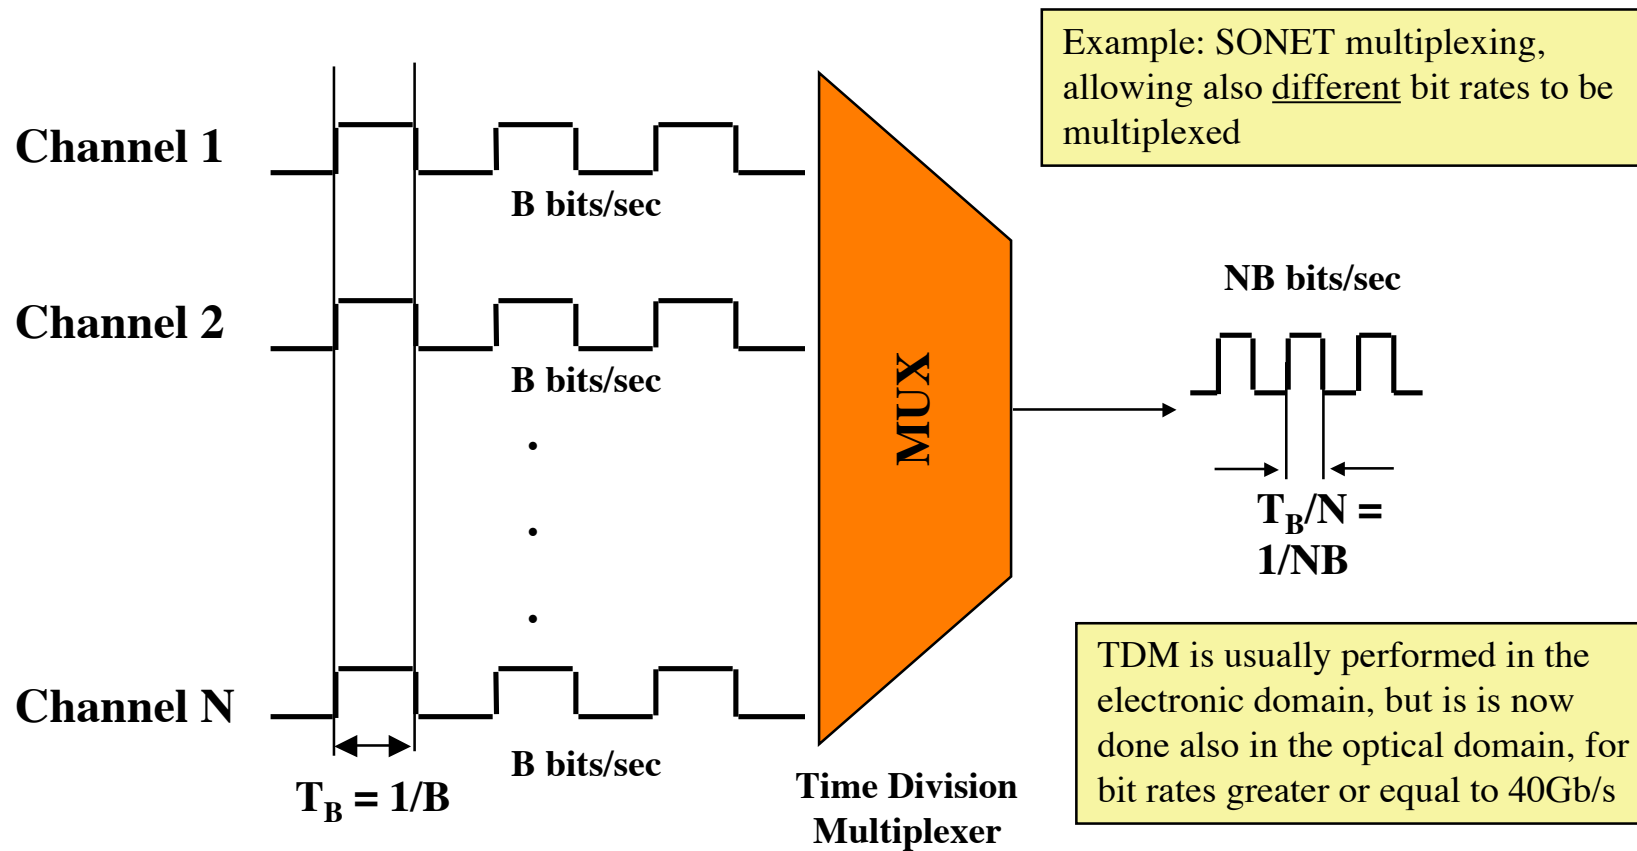 Example: SONET multiplexing,
allowing also different bit rates to be
multiplexed
Channel 1
B bits/sec
NB bits/sec
Channel 2
B bits/sec
.
.
.
MUX
TB/N =
1/NB
TDM is usually performed in the
electronic domain, but is is now
done also in the optical domain, for
bit rates greater or equal to 40Gb/s
Channel N
B bits/sec
TB = 1/B
Time Division
Multiplexer